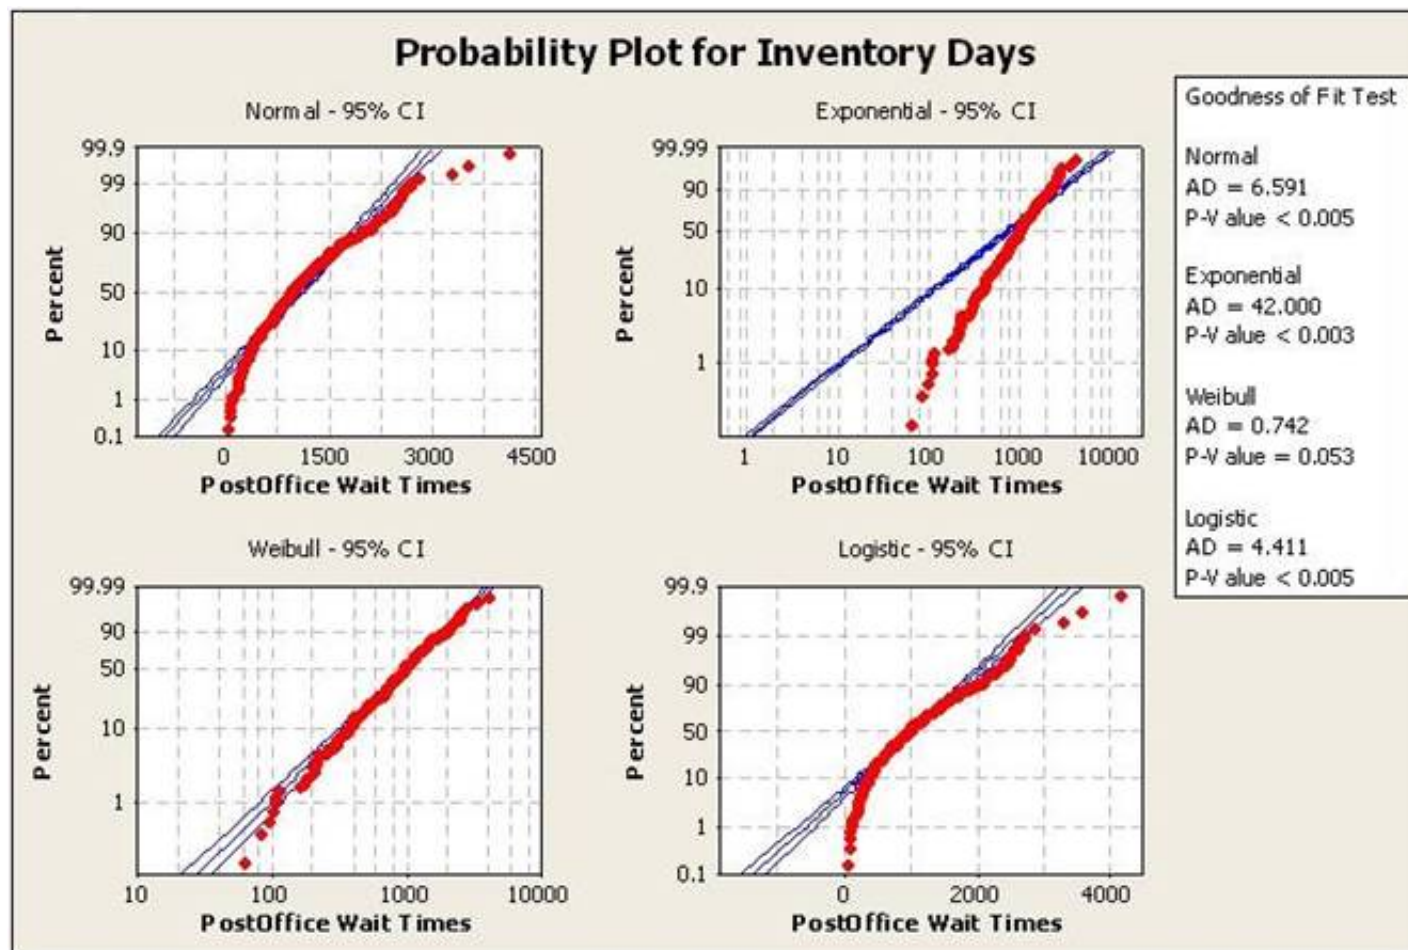 Probability Plot for Inventory Days
Normal - 95% CI
99.9
99
90
50
10
1
0.1
Percent
0 1500 3000 4500
PostOffice Wait Times
Exponential - 95% CI
99.99
90
50
10
1
Percent
1 10 100 1000 10000
PostOffice Wait Times
Weibull - 95% CI
99.99
90
50
10
1
Percent
10 100 1000 10000
PostOffice Wait Times
Logistic - 95% CI
99.9
99
90
50
10
1
0.1
Percent
0 2000 4000
PostOffice Wait Times
Goodness of Fit Test
Normal
AD = 6.591
P-Value < 0.005
Exponential
AD = 42.000
P-Value < 0.003
Weibull
AD = 0.742
P-Value = 0.053
Logistic
AD = 4.411
P-Value < 0.005